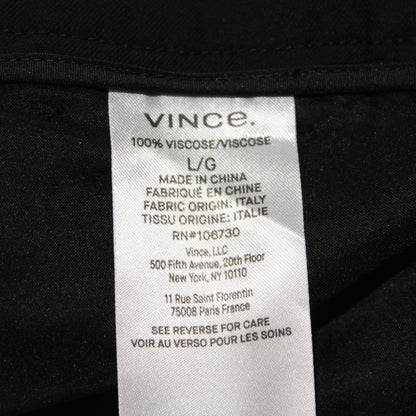 VINCE.
100% VISCOSE/VISCOSE
L/G
MADE IN CHINA
FABRIQUÉ EN CHINE
FABRIC ORIGIN: ITALY
TISSU ORIGINE: ITALIE
RN#106730
Vince, LLC
500 Fifth Avenue, 20th Floor
New York, NY 10110
11 Rue Saint Florentin
75008 Paris France
SEE REVERSE FOR CARE
VOIR AU VERSO POUR LES SOINS